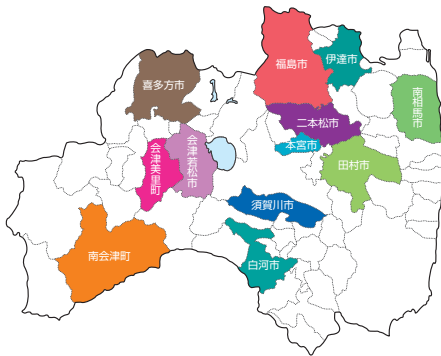 福島市
伊達市
喜多方市
南相馬市
二本松市
本宮市
会津若松市
会津美里町
田村市
須賀川市
南会津町
白河市